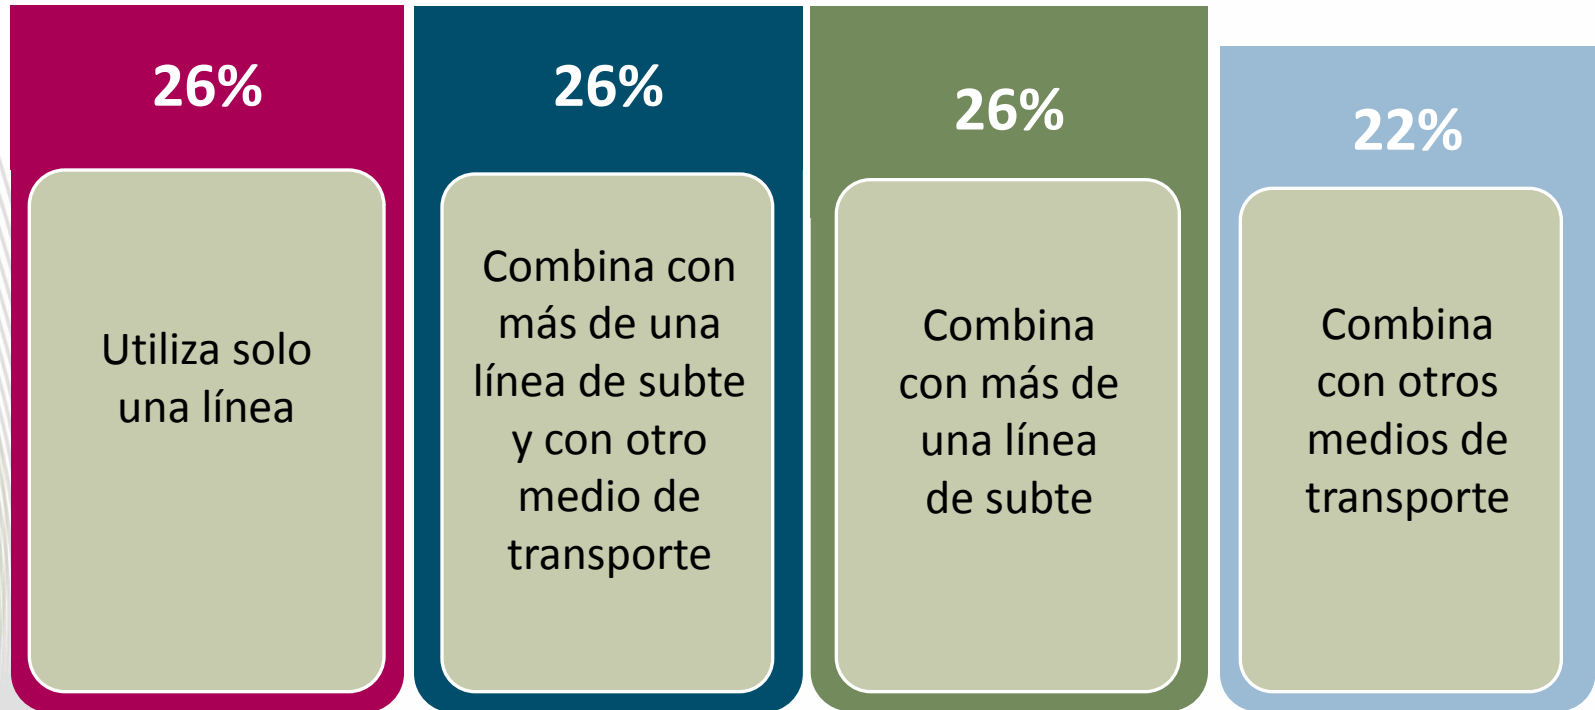 26%
Utiliza solo
una línea
26%
Combina con
más de una
línea de subte
y con otro
medio de
transporte
26%
Combina
con más de
una línea
de subte
22%
Combina
con otros
medios de
transporte